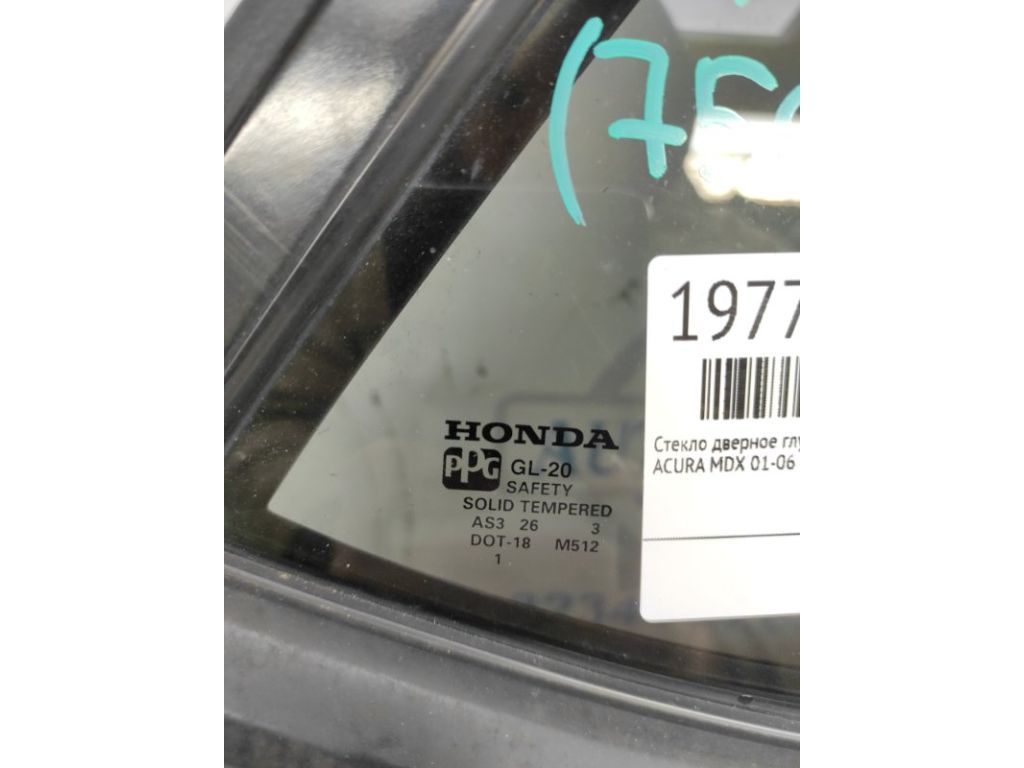 (75
1977
Стекло дверное глу
ACURA MDX 01-06
HONDA
PPG GL-20
SAFETY
SOLID TEMPERED
AS3 26 3
DOT-18 M512
1